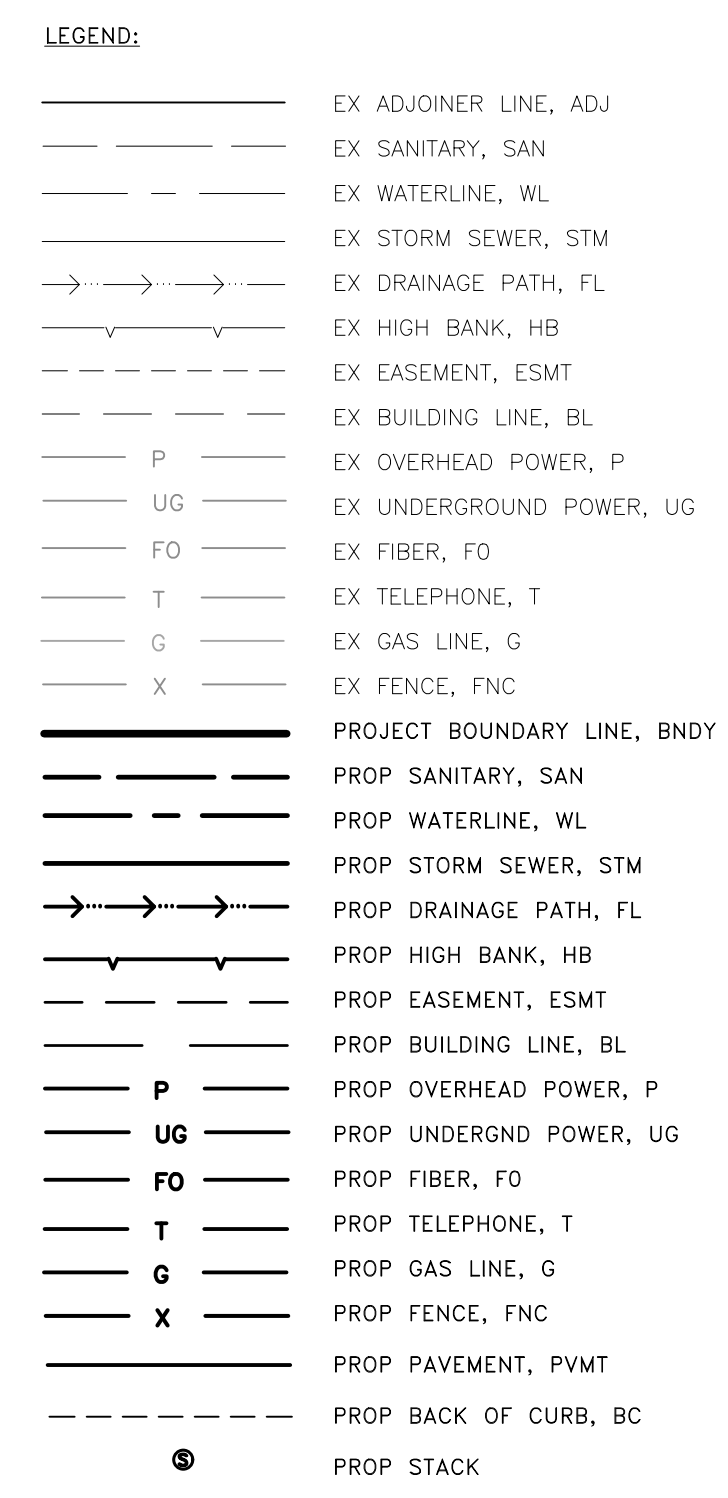 LEGEND:
EX ADJOINER LINE, ADJ
EX SANITARY, SAN
EX WATERLINE, WL
EX STORM SEWER, STM
EX DRAINAGE PATH, FL
EX HIGH BANK, HB
EX EASEMENT, ESMT
EX BUILDING LINE, BL
P EX OVERHEAD POWER, P
UG EX UNDERGROUND POWER, UG
FO EX FIBER, FO
T EX TELEPHONE, T
G EX GAS LINE, G
X EX FENCE, FNC
PROJECT BOUNDARY LINE, BNDY
PROP SANITARY, SAN
PROP WATERLINE, WL
PROP STORM SEWER, STM
PROP DRAINAGE PATH, FL
PROP HIGH BANK, HB
PROP EASEMENT, ESMT
PROP BUILDING LINE, BL
P PROP OVERHEAD POWER, P
UG PROP UNDERGND POWER, UG
FO PROP FIBER, FO
T PROP TELEPHONE, T
G PROP GAS LINE, G
X PROP FENCE, FNC
PROP PAVEMENT, PVMT
PROP BACK OF CURB, BC
S PROP STACK